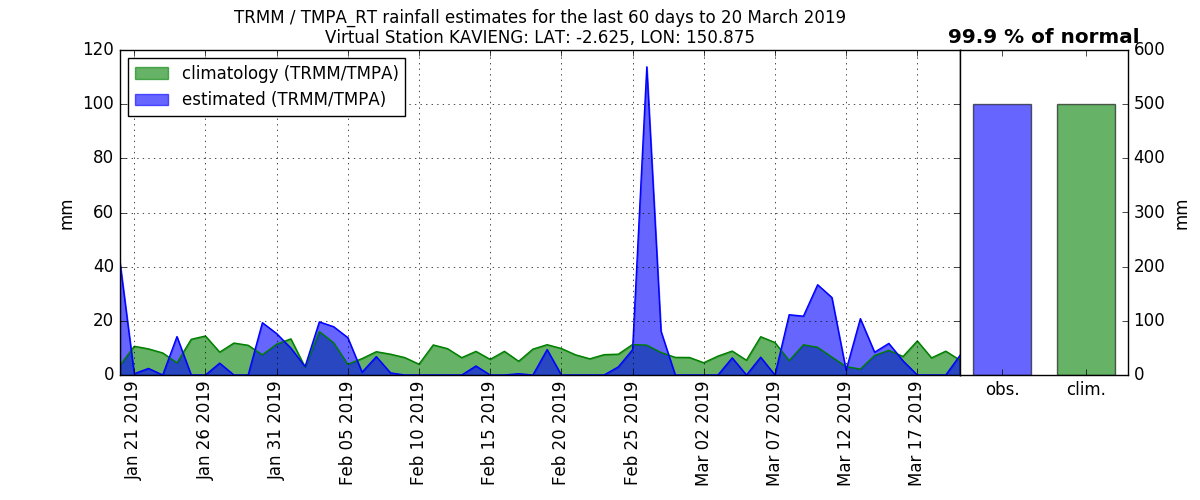 TRMM / TMPA_RT rainfall estimates for the last 60 days to 20 March 2019
Virtual Station KAVIENG: LAT: -2.625, LON: 150.875
99.9 % of normal
climatology (TRMM/TMPA)
estimated (TRMM/TMPA)
120
100
80
60
40
20
0
mm
Jan 21 2019
Jan 26 2019
Jan 31 2019
Feb 05 2019
Feb 10 2019
Feb 15 2019
Feb 20 2019
Feb 25 2019
Mar 02 2019
Mar 07 2019
Mar 12 2019
Mar 17 2019
obs.
clim.
600
500
400
300
200
100
0
mm